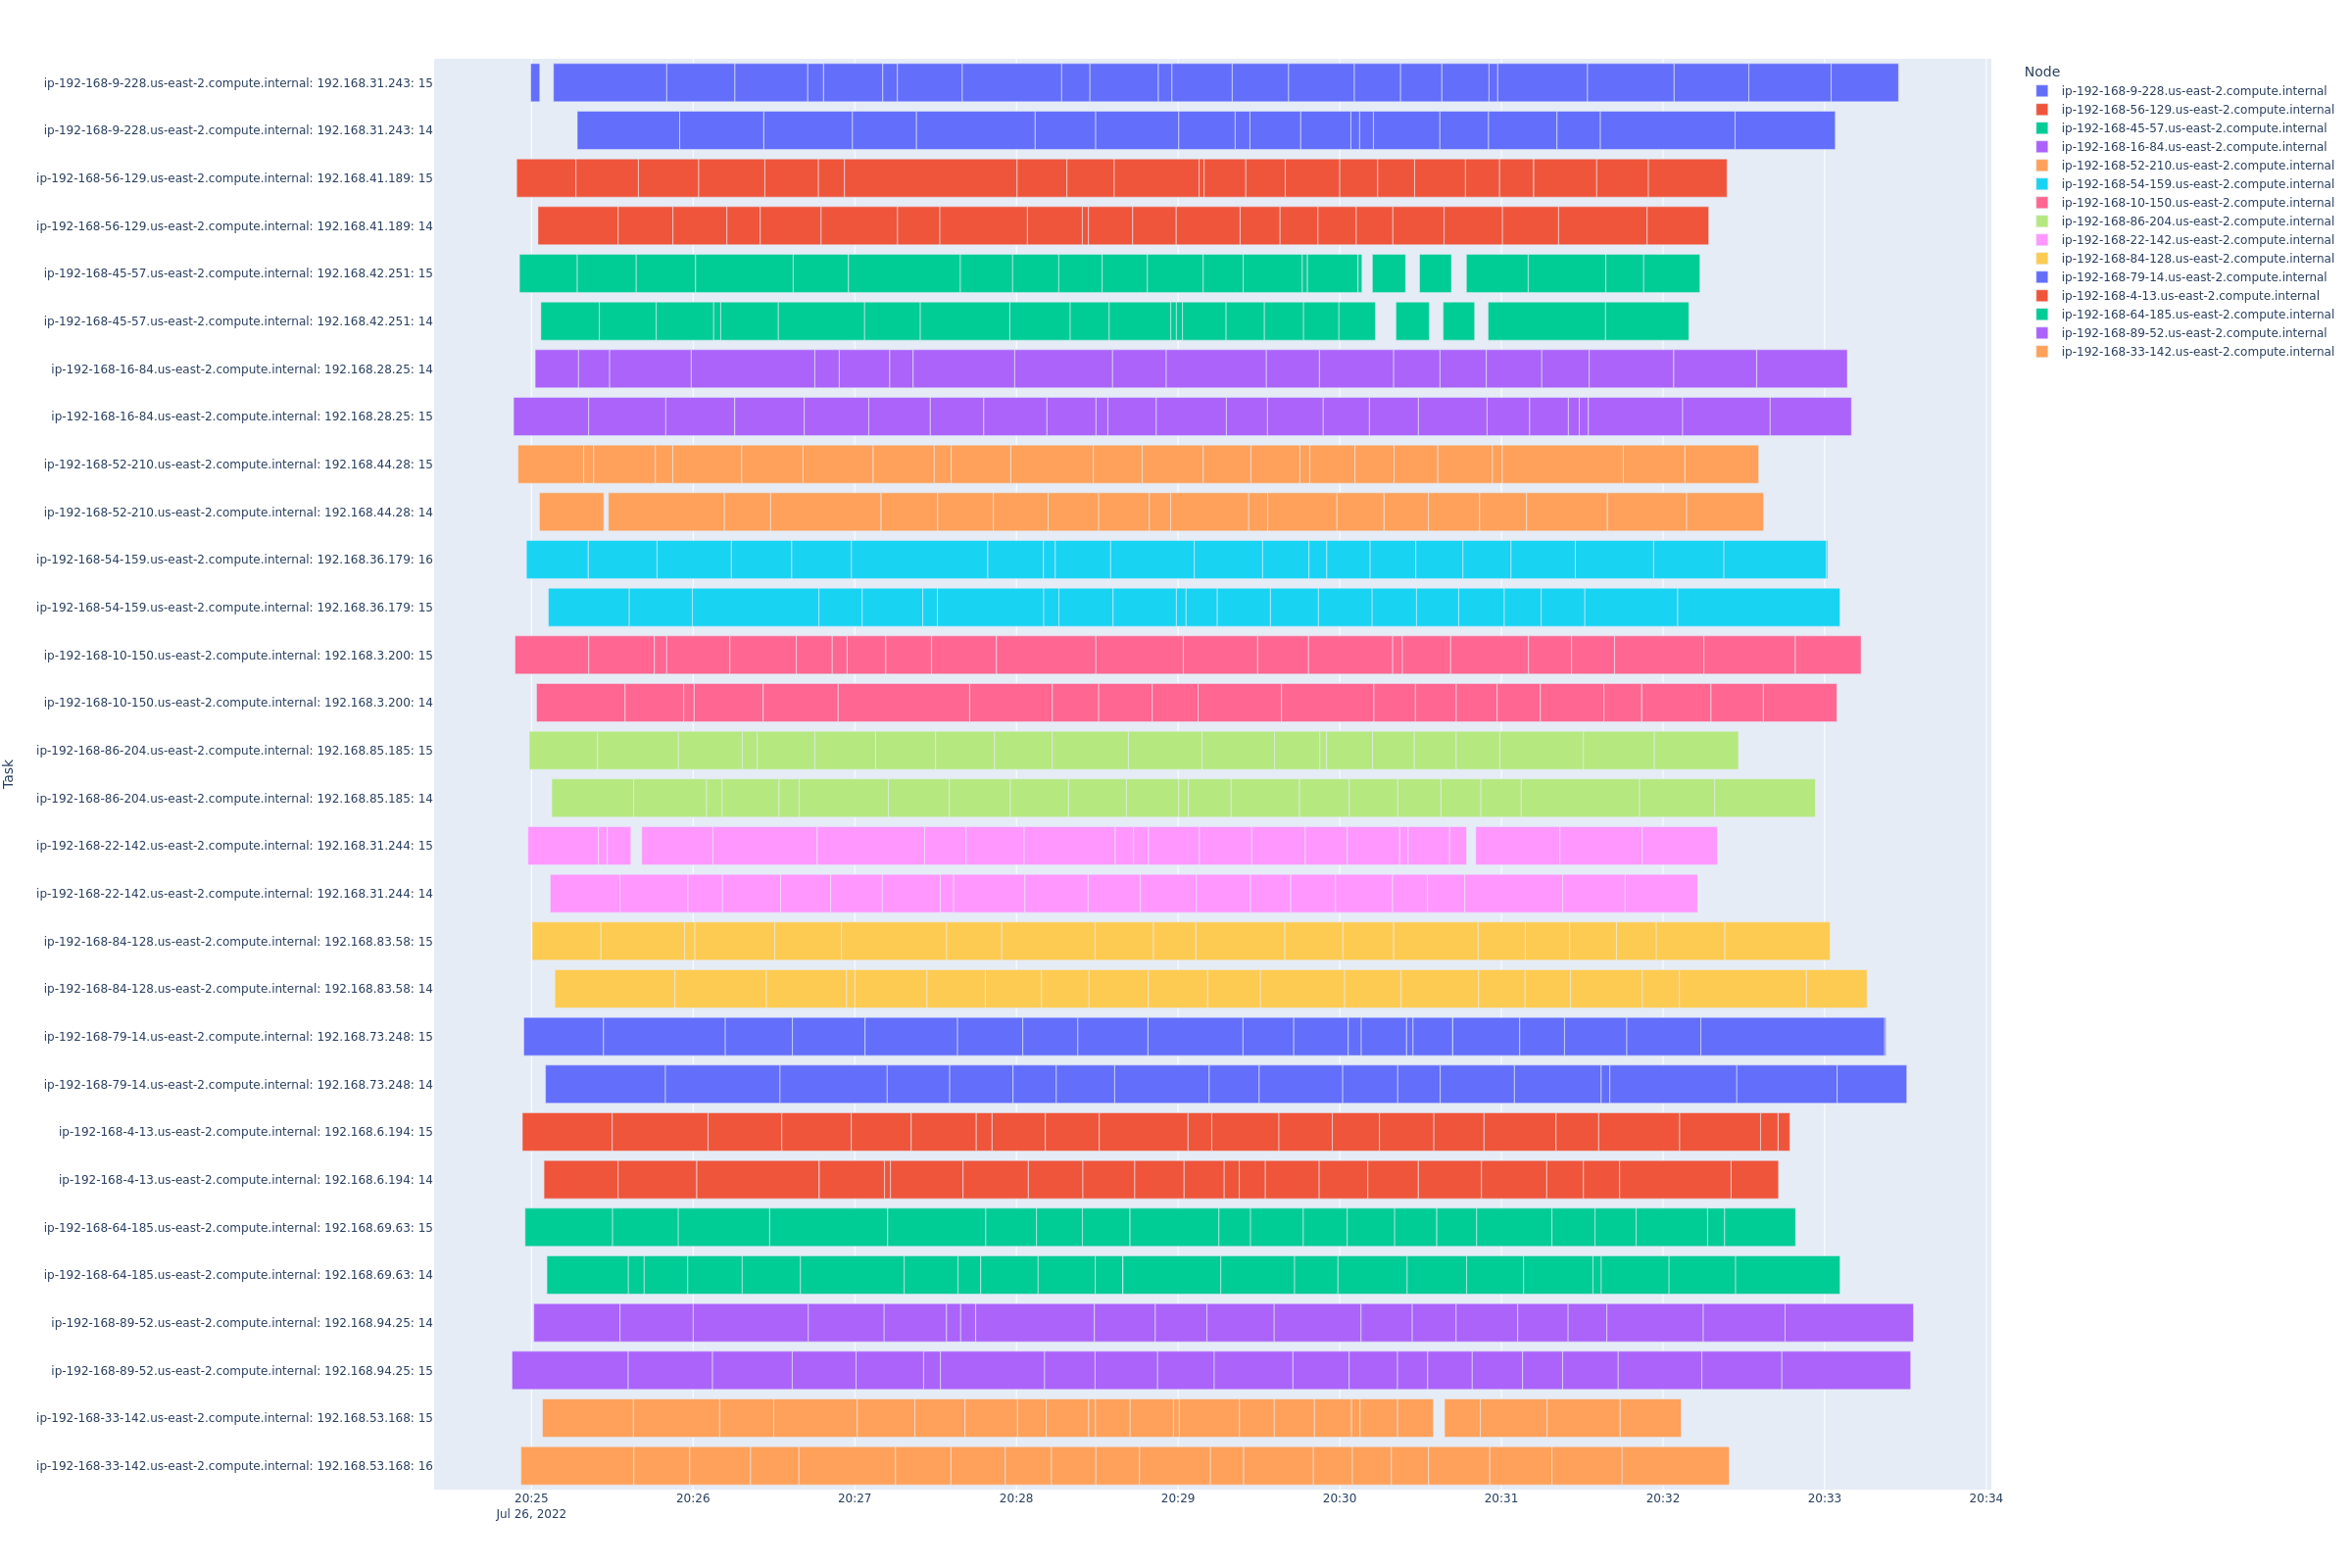 ip-192-168-9-228.us-east-2.compute.internal: 192.168.31.243: 15
ip-192-168-9-228.us-east-2.compute.internal: 192.168.31.243: 14
ip-192-168-56-129.us-east-2.compute.internal: 192.168.41.189: 15
ip-192-168-56-129.us-east-2.compute.internal: 192.168.41.189: 14
ip-192-168-45-57.us-east-2.compute.internal: 192.168.42.251: 15
ip-192-168-45-57.us-east-2.compute.internal: 192.168.42.251: 14
ip-192-168-16-84.us-east-2.compute.internal: 192.168.28.25: 14
ip-192-168-16-84.us-east-2.compute.internal: 192.168.28.25: 15
ip-192-168-52-210.us-east-2.compute.internal: 192.168.44.28: 15
ip-192-168-52-210.us-east-2.compute.internal: 192.168.44.28: 14
ip-192-168-54-159.us-east-2.compute.internal: 192.168.36.179: 16
ip-192-168-54-159.us-east-2.compute.internal: 192.168.36.179: 15
ip-192-168-10-150.us-east-2.compute.internal: 192.168.3.200: 15
ip-192-168-10-150.us-east-2.compute.internal: 192.168.3.200: 14
ip-192-168-86-204.us-east-2.compute.internal: 192.168.85.185: 15
ip-192-168-86-204.us-east-2.compute.internal: 192.168.85.185: 14
ip-192-168-22-142.us-east-2.compute.internal: 192.168.31.244: 15
ip-192-168-22-142.us-east-2.compute.internal: 192.168.31.244: 14
ip-192-168-84-128.us-east-2.compute.internal: 192.168.83.58: 15
ip-192-168-84-128.us-east-2.compute.internal: 192.168.83.58: 14
ip-192-168-79-14.us-east-2.compute.internal: 192.168.73.248: 15
ip-192-168-79-14.us-east-2.compute.internal: 192.168.73.248: 14
ip-192-168-4-13.us-east-2.compute.internal: 192.168.6.194: 15
ip-192-168-4-13.us-east-2.compute.internal: 192.168.6.194: 14
ip-192-168-64-185.us-east-2.compute.internal: 192.168.69.63: 15
ip-192-168-64-185.us-east-2.compute.internal: 192.168.69.63: 14
ip-192-168-89-52.us-east-2.compute.internal: 192.168.94.25: 14
ip-192-168-89-52.us-east-2.compute.internal: 192.168.94.25: 15
ip-192-168-33-142.us-east-2.compute.internal: 192.168.53.168: 15
ip-192-168-33-142.us-east-2.compute.internal: 192.168.53.168: 16
Task
20:25 20:26 20:27 20:28 20:29 20:30 20:31 20:32 20:33 20:34
Jul 26, 2022
Node
ip-192-168-9-228.us-east-2.compute.internal
ip-192-168-56-129.us-east-2.compute.internal
ip-192-168-45-57.us-east-2.compute.internal
ip-192-168-16-84.us-east-2.compute.internal
ip-192-168-52-210.us-east-2.compute.internal
ip-192-168-54-159.us-east-2.compute.internal
ip-192-168-10-150.us-east-2.compute.internal
ip-192-168-86-204.us-east-2.compute.internal
ip-192-168-22-142.us-east-2.compute.internal
ip-192-168-84-128.us-east-2.compute.internal
ip-192-168-79-14.us-east-2.compute.internal
ip-192-168-4-13.us-east-2.compute.internal
ip-192-168-64-185.us-east-2.compute.internal
ip-192-168-89-52.us-east-2.compute.internal
ip-192-168-33-142.us-east-2.compute.internal